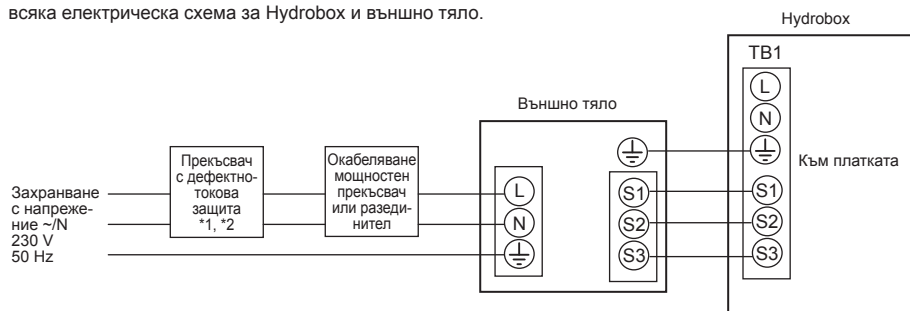 всяка електрическа схема за Hydrobox и външно тяло.
Hydrobox
TB1
L
N
Към платката
S1
S2
S3
Външно тяло
L
N
S1
S2
S3
Прекъсвач
с дефектно-
токова
защита
*1, *2
Окабеляване
мощностен
прекъсвач
или разеди-
нител
Захранване
с напреже-
ние ~/N
230 V
50 Hz